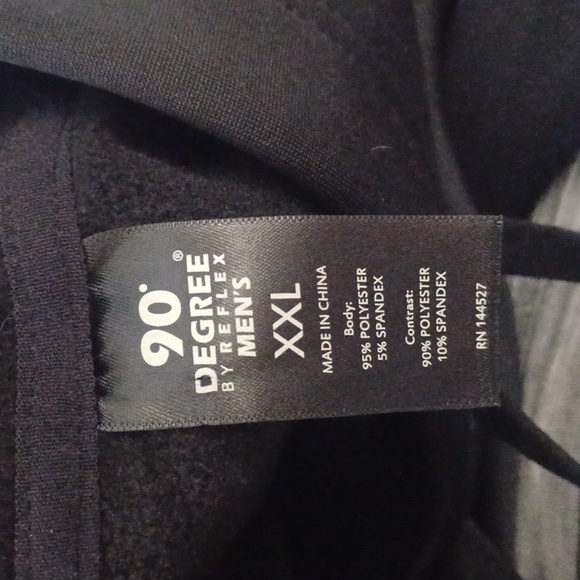 90°
DEGREE®
BY REFLEX
MEN'S
XXL
MADE IN CHINA
Body:
95% POLYESTER
5% SPANDEX
Contrast:
90% POLYESTER
10% SPANDEX
RN 144527